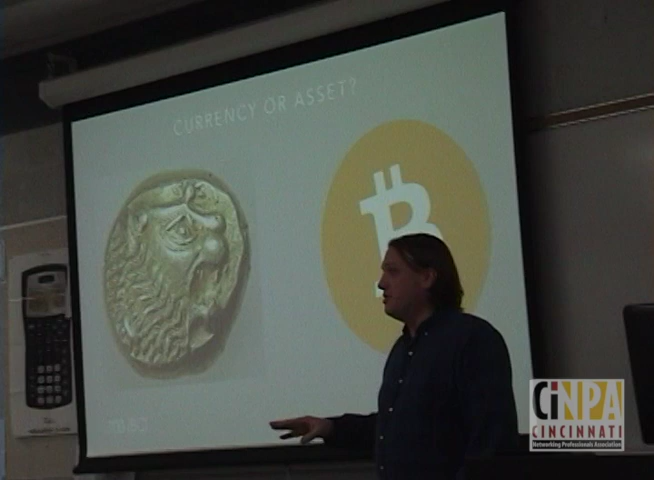 CURRENCY OR ASSET?
CiNPA
CINCINNATI
Networking Professionals Association